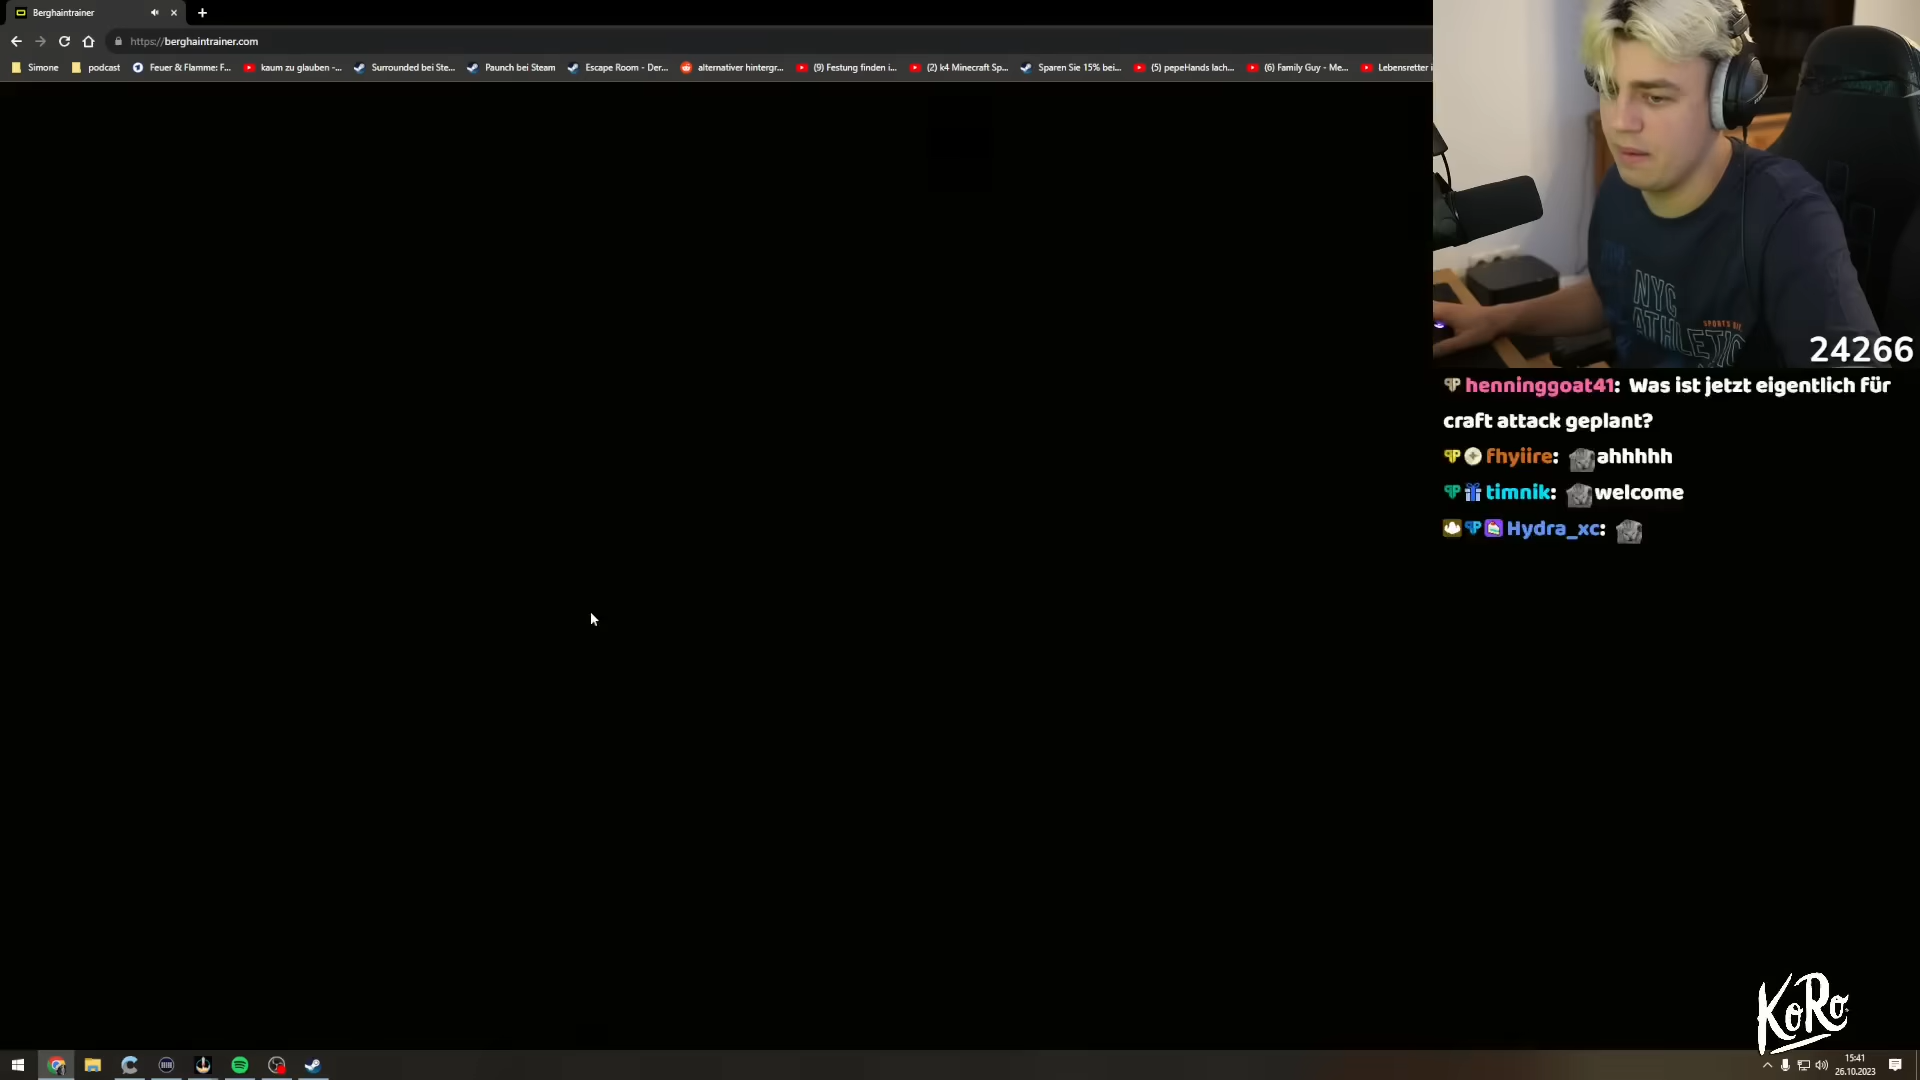 Berghaintrainer
https://berghaintrainer.com
Simone
podcast
Feuer & Flamme: F...
kaum zu glauben -...
Surrounded bei Ste...
Paunch bei Steam
Escape Room - Der...
alternativer hintergr...
(9) Festung finden i...
(2) k4 Minecraft Sp...
Sparen Sie 15% bei...
(5) pepeHands lach...
(6) Family Guy - Me...
Lebensretter i
NYC
ATHLETIC
24266
henninggoat41: Was ist jetzt eigentlich für
craft attack geplant?
fhyiire: ahhhhh
timnik: welcome
Hydra_xc:
KoRo
15:41
26.10.2023